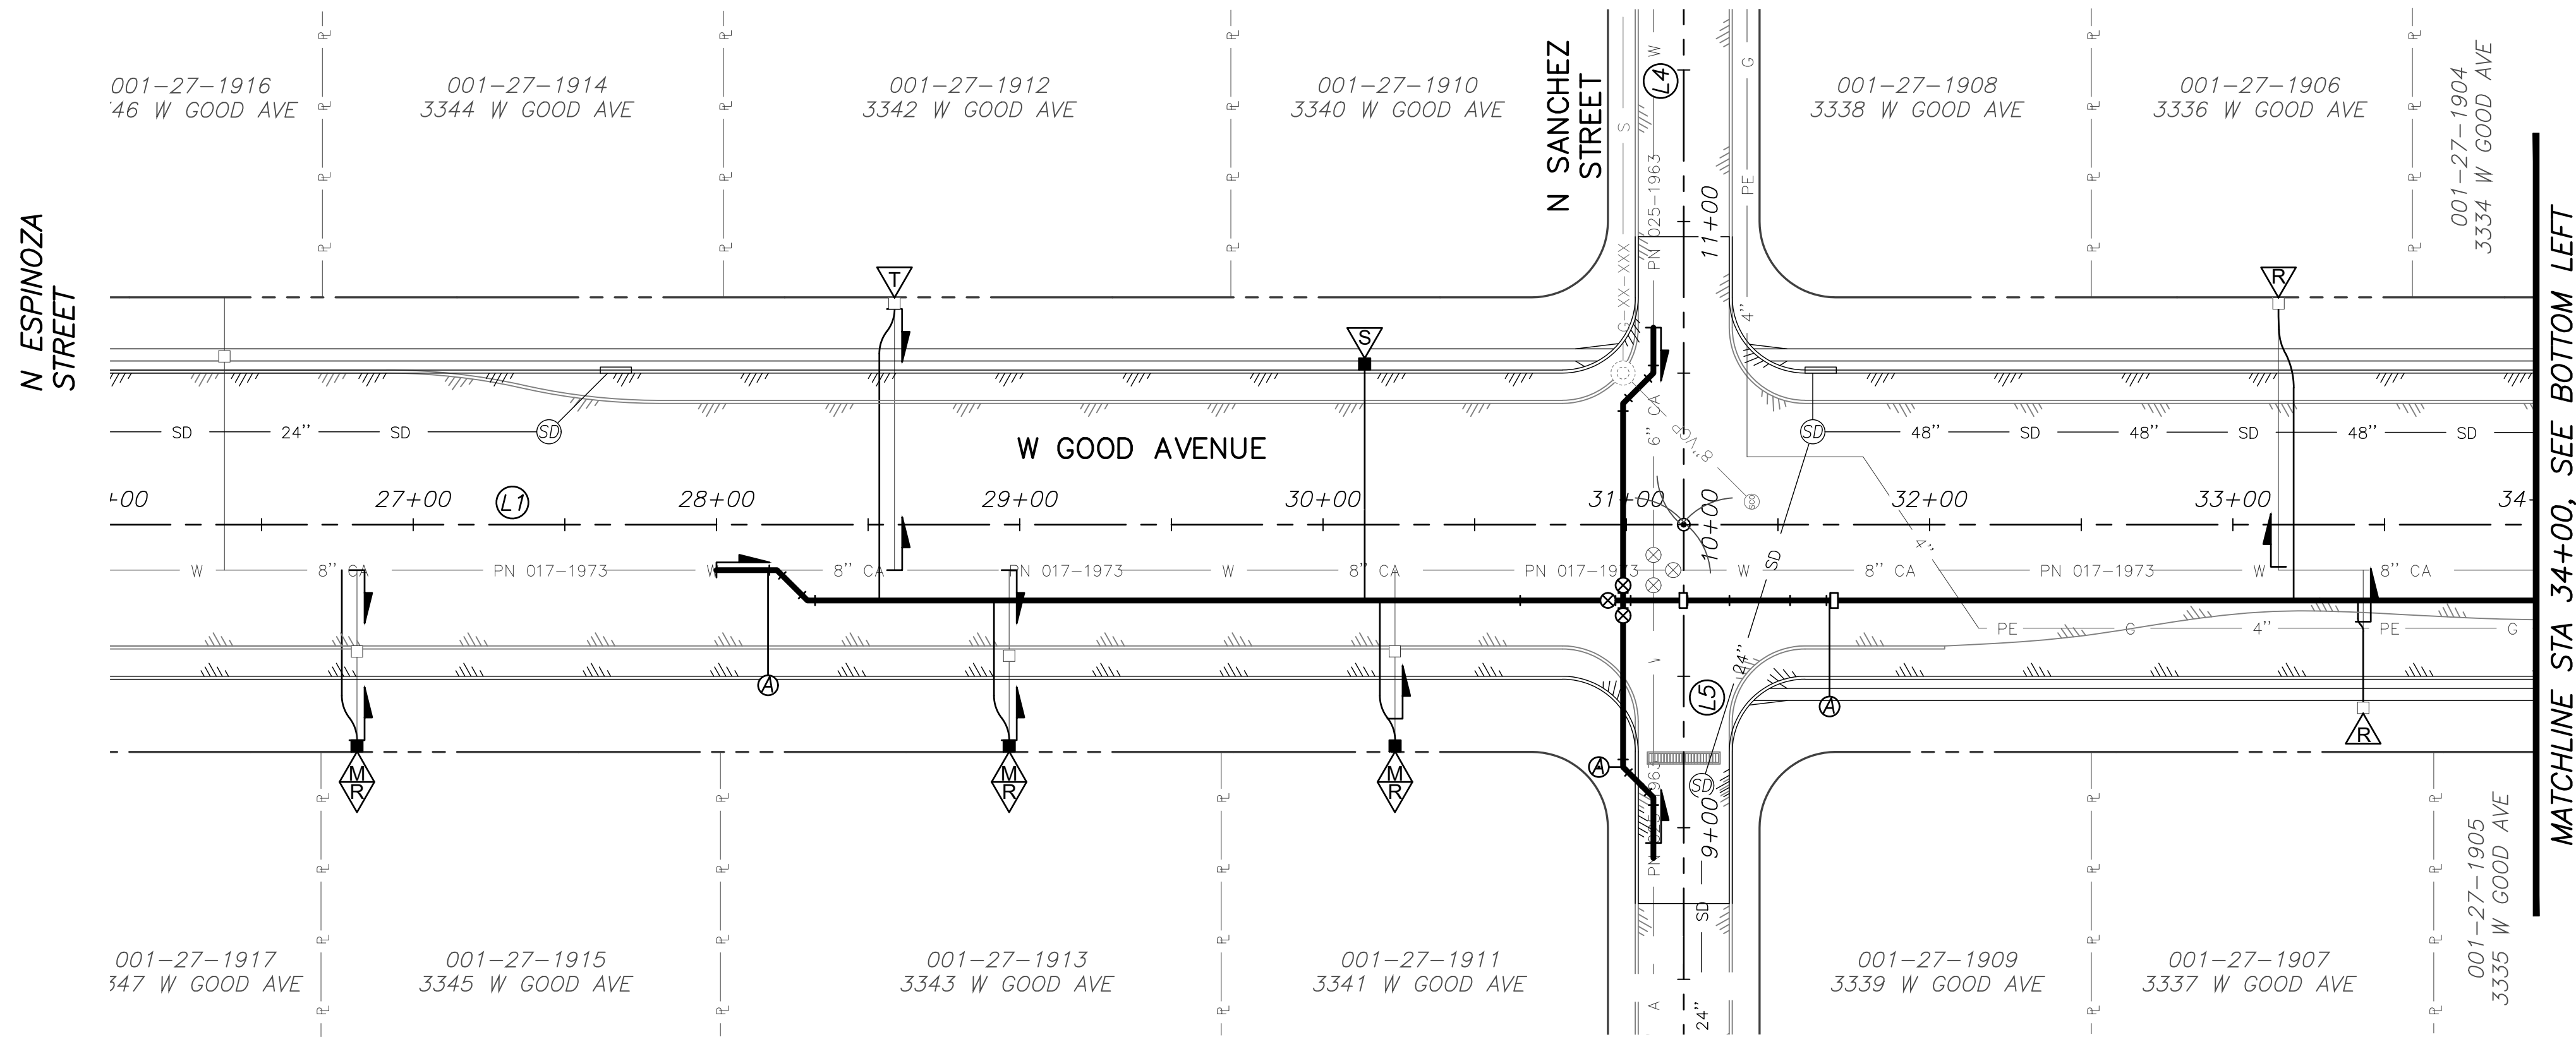 001-27-1916
'46 W GOOD AVE
001-27-1914
3344 W GOOD AVE
001-27-1912
3342 W GOOD AVE
001-27-1910
3340 W GOOD AVE
N SANCHEZ
STREET
L4
W
S
G
PE
PN 025-1963
G-XX-XXX
11+00
4"
001-27-1908
3338 W GOOD AVE
001-27-1906
3336 W GOOD AVE
001-27-1904
3334 W GOOD AVE
N ESPINOZA
STREET
MATCHLINE STA 34+00, SEE BOTTOM LEFT
T
S
R
SD
24"
SD
SD
W GOOD AVENUE
6" CA
8" VCP
SD
48"
SD
48"
SD
48"
SD
+00
27+00
L1
28+00
29+00
30+00
31+00
10+00
32+00
33+00
34
W
8" CA
PN 017-1973
W
8" CA
PN 017-1973
W
8" CA
PN 017-1973
W
8" CA
PN 017-1973
W
8" CA
SD
4"
PE
G
4"
PE
G
24"
A
L5
A
R
M
R
M
R
M
R
A
SD
9+00
SD
24"
A
001-27-1917
347 W GOOD AVE
001-27-1915
3345 W GOOD AVE
001-27-1913
3343 W GOOD AVE
001-27-1911
3341 W GOOD AVE
001-27-1909
3339 W GOOD AVE
001-27-1907
3337 W GOOD AVE
001-27-1905
3335 W GOOD AVE